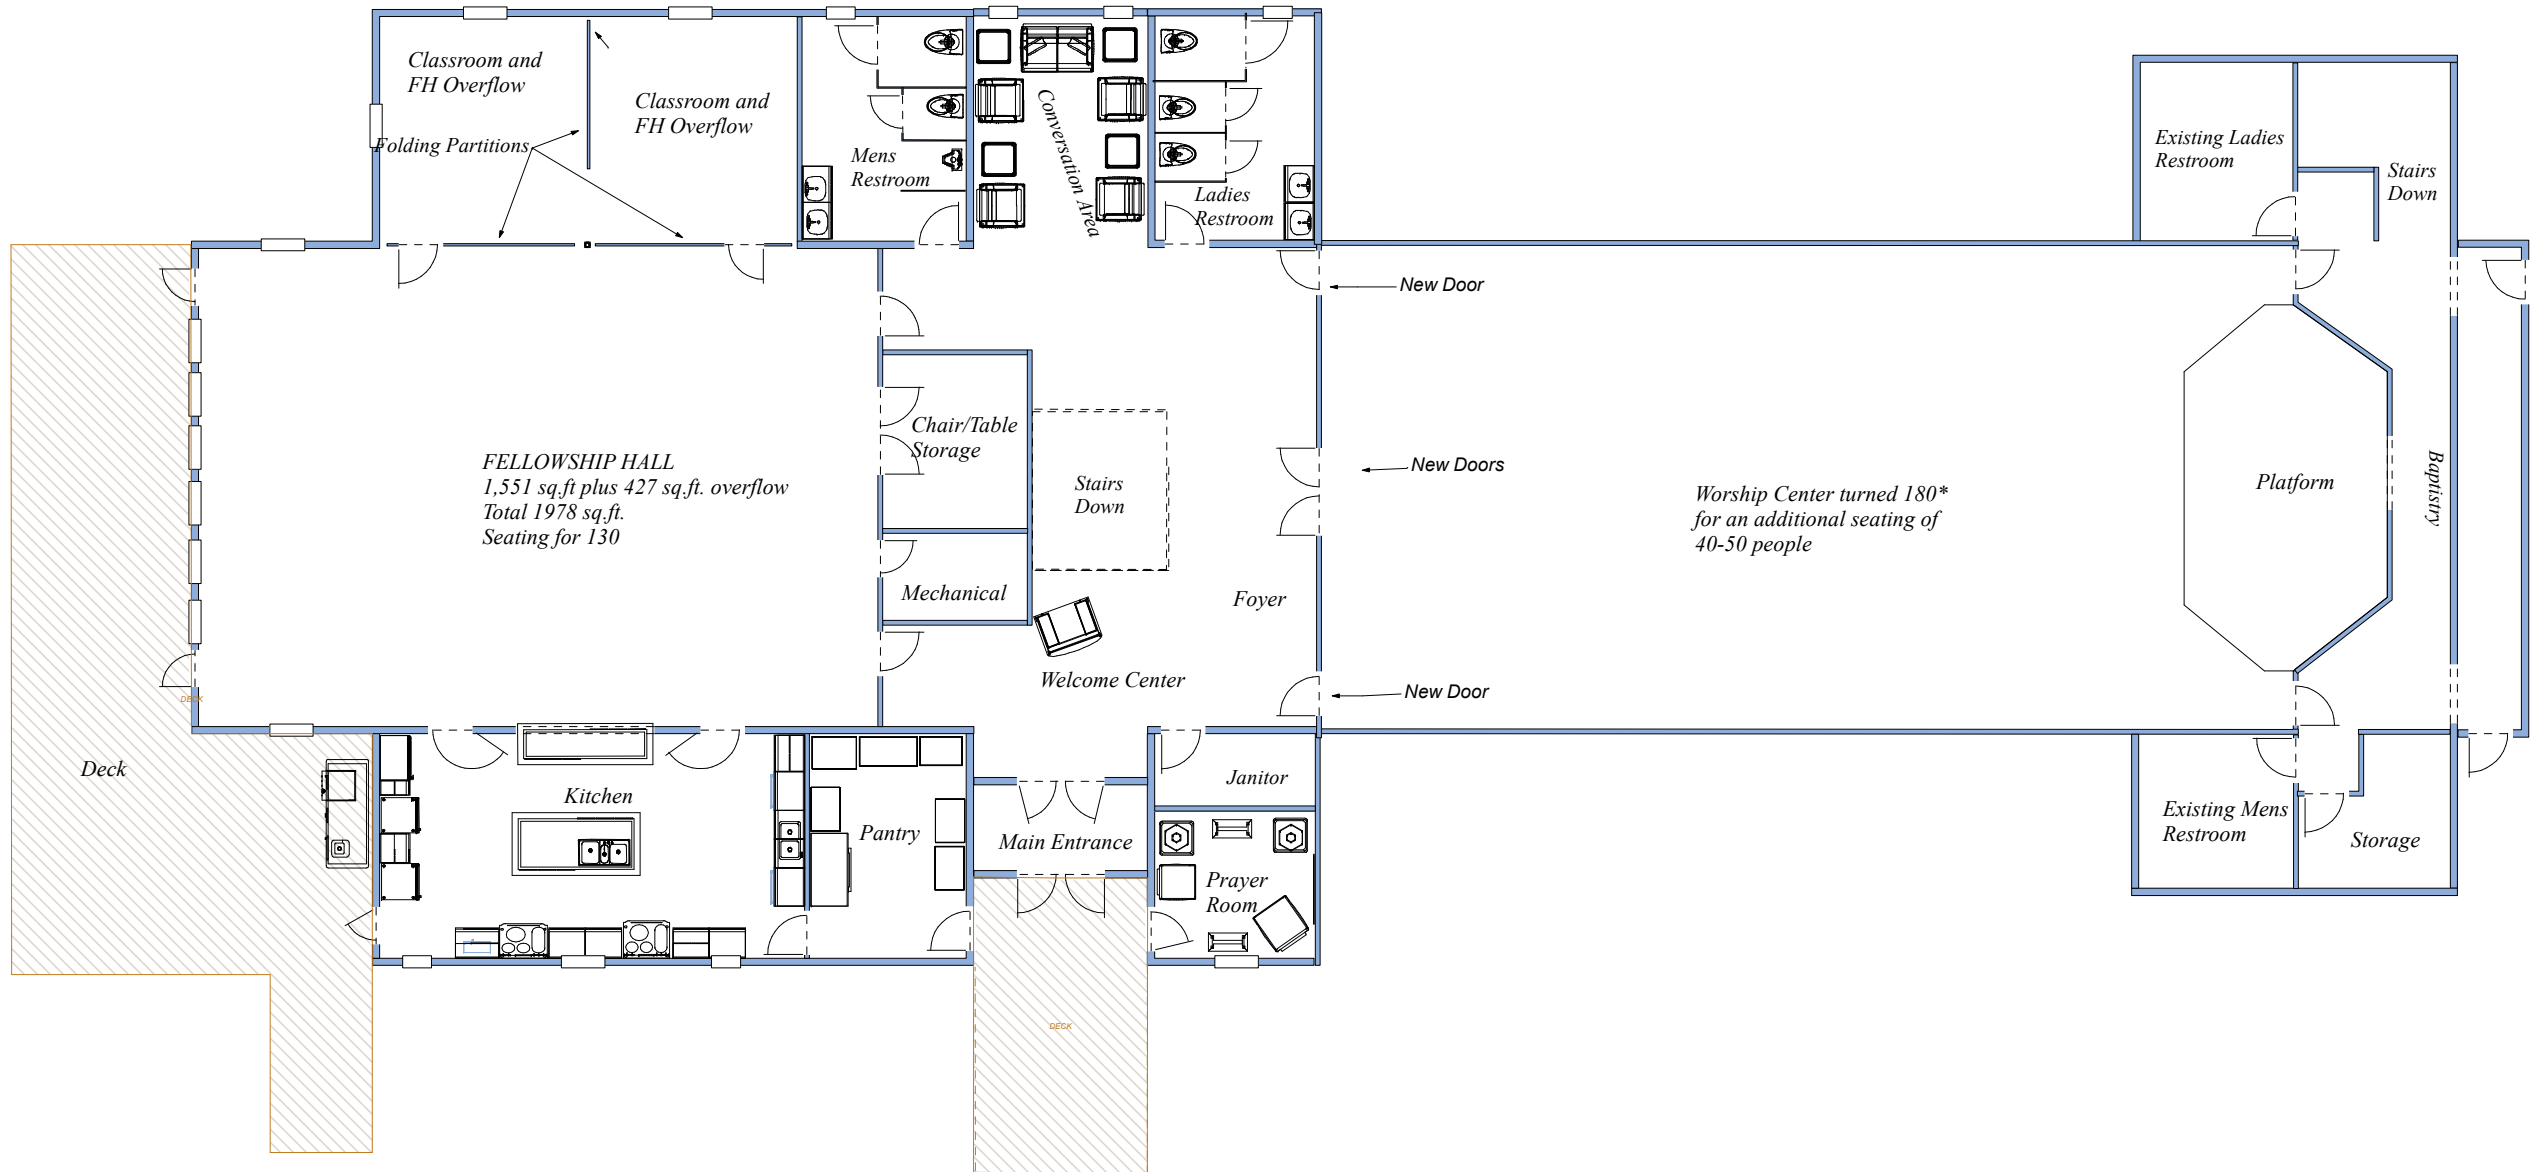 Classroom and
FH Overflow
Classroom and
FH Overflow
Folding Partitions
Mens
Restroom
Conversation Area
Ladies
Restroom
Existing Ladies
Restroom
Stairs
Down
New Door
Chair/Table
Storage
FELLOWSHIP HALL
1,551 sq.ft plus 427 sq.ft. overflow
Total 1978 sq.ft.
Seating for 130
Stairs
Down
New Doors
Worship Center turned 180*
for an additional seating of
40-50 people
Platform
Baptistry
Mechanical
Foyer
Welcome Center
New Door
DECK
Deck
Kitchen
Pantry
Main Entrance
Janitor
Prayer
Room
Existing Mens
Restroom
Storage
DECK